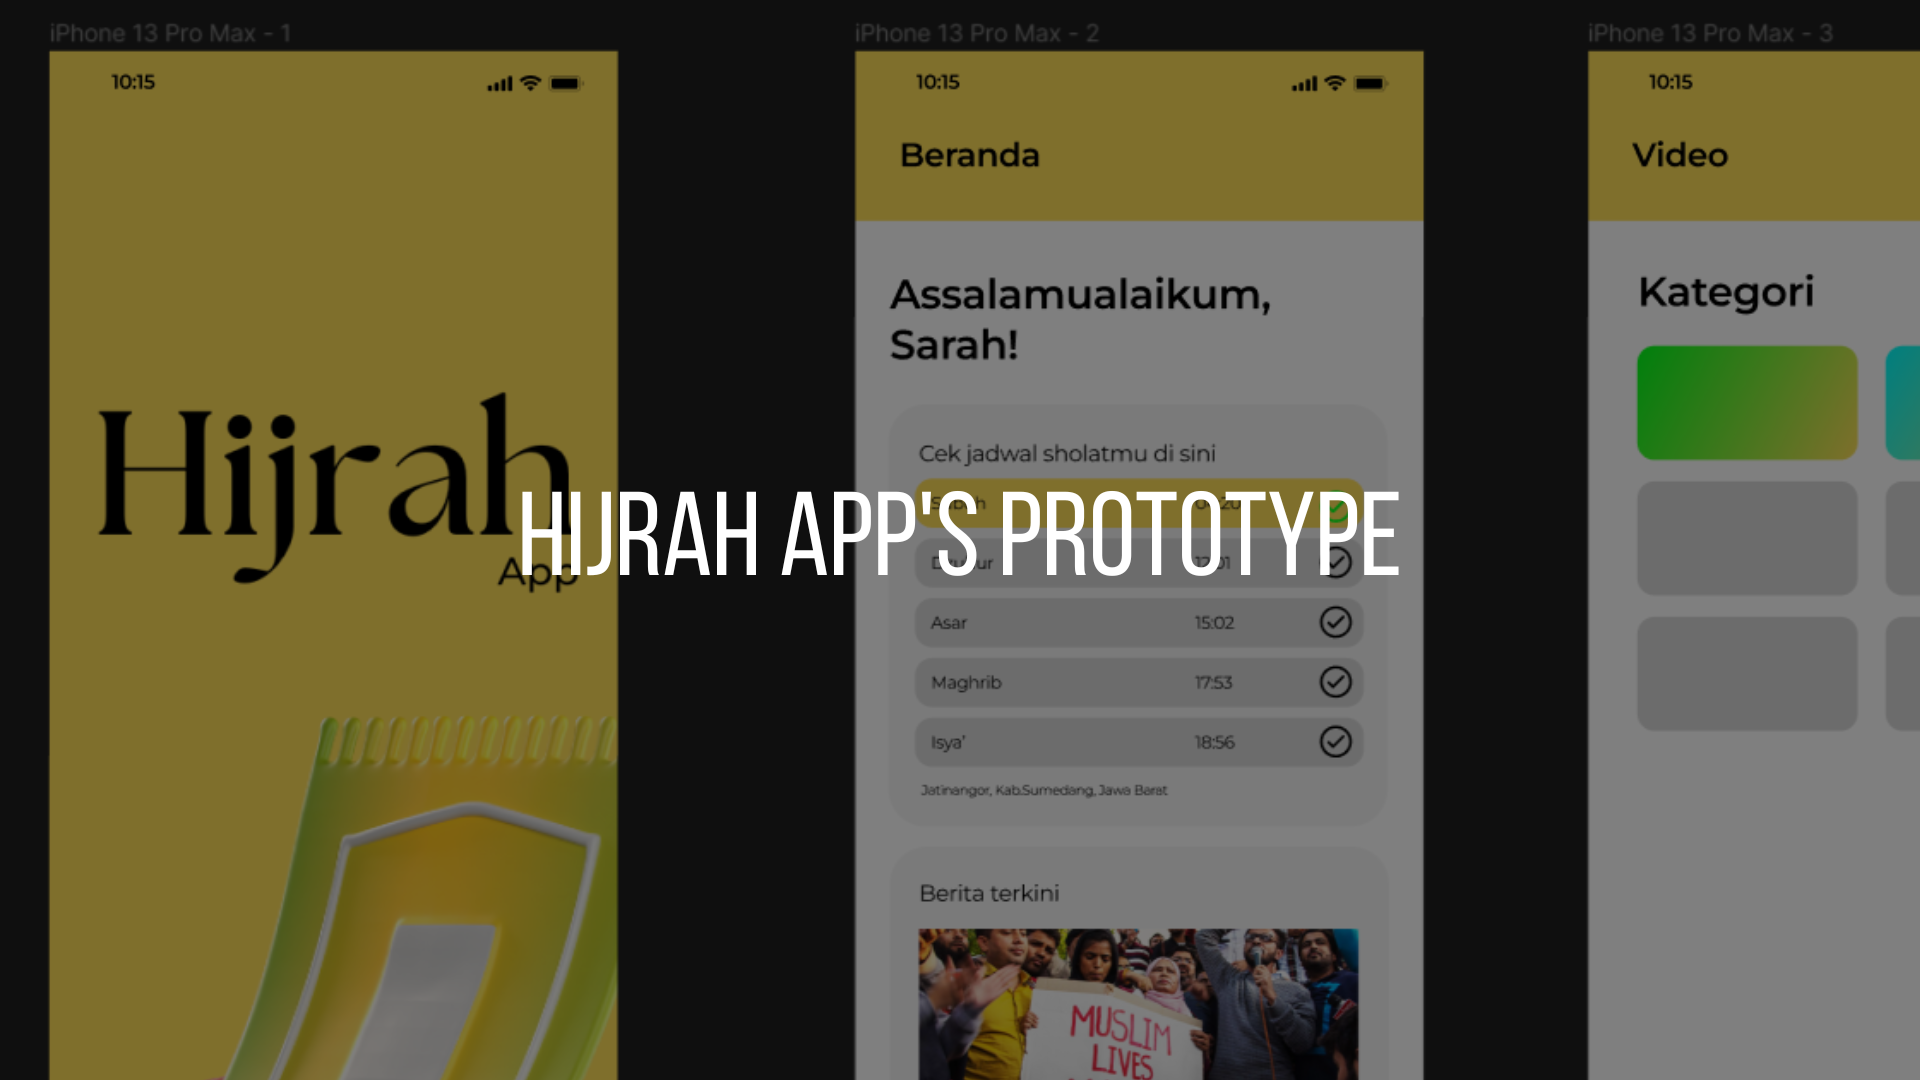 iPhone 13 Pro Max - 1
10:15
Hijrah
App
iPhone 13 Pro Max - 2
10:15
Beranda
Assalamualaikum,
Sarah!
Cek jadwal sholatmu di sini
Asar 15:02
Maghrib 17:53
Isya’ 18:56
Jatinangor, Kab.Sumedang, Jawa Barat
Berita terkini
MUSLIM
LIVES
iPhone 13 Pro Max - 3
10:15
Video
Kategori
HIJRAH APP'S PROTOTYPE